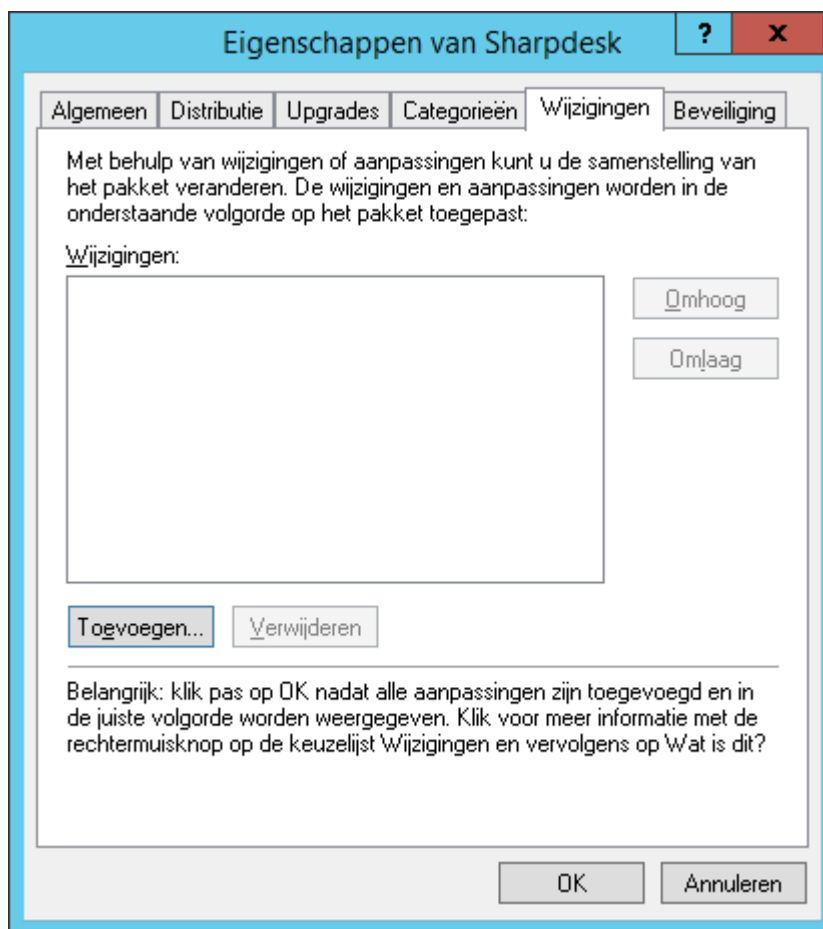 Eigenschappen van Sharpdesk
?
x
Algemeen Distributie Upgrades Categorieën Wijzigingen Beveiliging
Met behulp van wijzigingen of aanpassingen kunt u de samenstelling van
het pakket veranderen. De wijzigingen en aanpassingen worden in de
onderstaande volgorde op het pakket toegepast:
Wijzigingen:
Omhoog
Omlaag
Toevoegen... Verwijderen
Belangrijk: klik pas op OK nadat alle aanpassingen zijn toegevoegd en in
de juiste volgorde worden weergegeven. Klik voor meer informatie met de
rechtermuisknop op de keuzelijst Wijzigingen en vervolgens op Wat is dit?
OK Annuleren